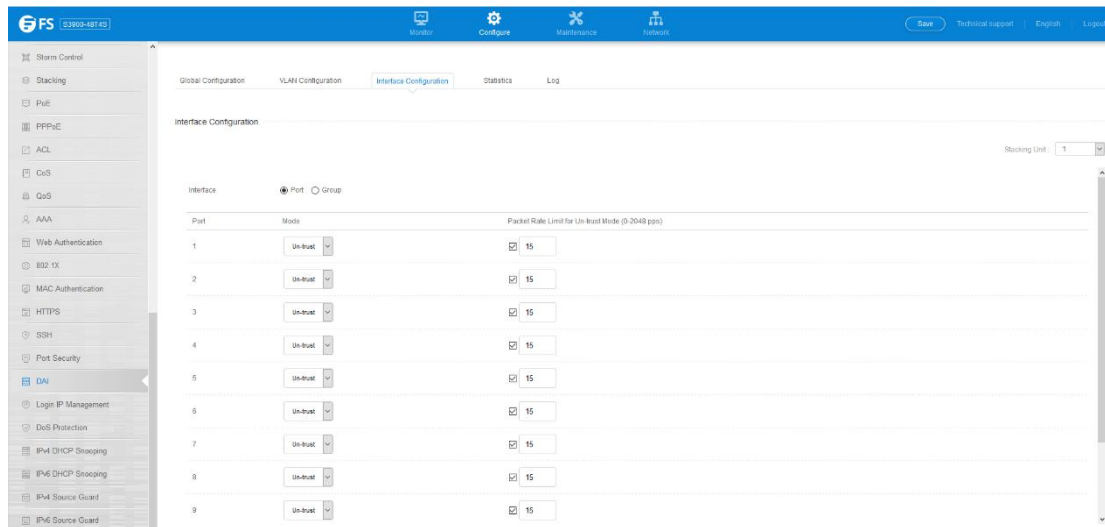 FS S3900-48T4S
Monitor
Configure
Maintenance
Network
Save
Technical support
English
Logout
Storm Control
Stacking
PoE
PPPoE
ACL
CoS
QoS
AAA
Web Authentication
802.1X
MAC Authentication
HTTPS
SSH
Port Security
DAI
Login IP Management
DoS Protection
IPv4 DHCP Snooping
IPv6 DHCP Snooping
IPv4 Source Guard
IPv6 Source Guard
Global Configuration
VLAN Configuration
Interface Configuration
Statistics
Log
Interface Configuration
Stacking Unit : 1
Interface Port Group
Port Mode Packet Rate Limit for Un-trust Mode (0-2048 pps)
1 Un-trust 15
2 Un-trust 15
3 Un-trust 15
4 Un-trust 15
5 Un-trust 15
6 Un-trust 15
7 Un-trust 15
8 Un-trust 15
9 Un-trust 15